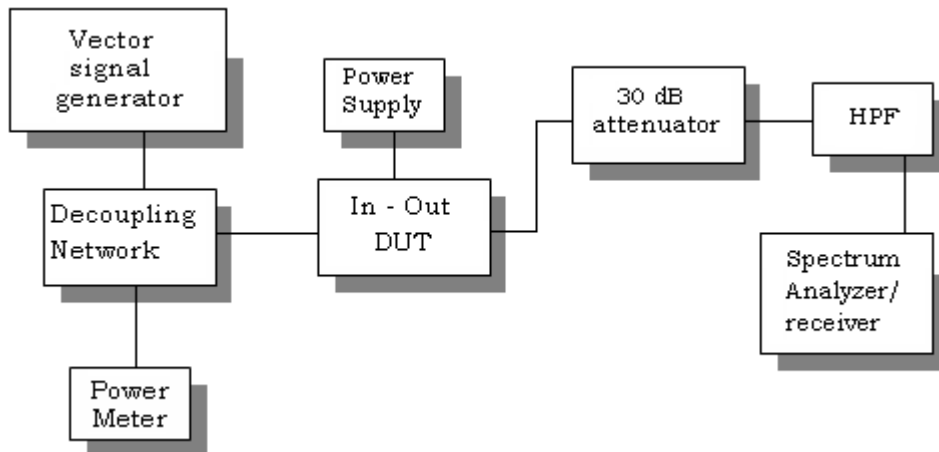 Vector
signal
generator
Power
Supply
30 dB
attenuator
HPF
Decoupling
Network
In - Out
DUT
Spectrum
Analyzer/
receiver
Power
Meter